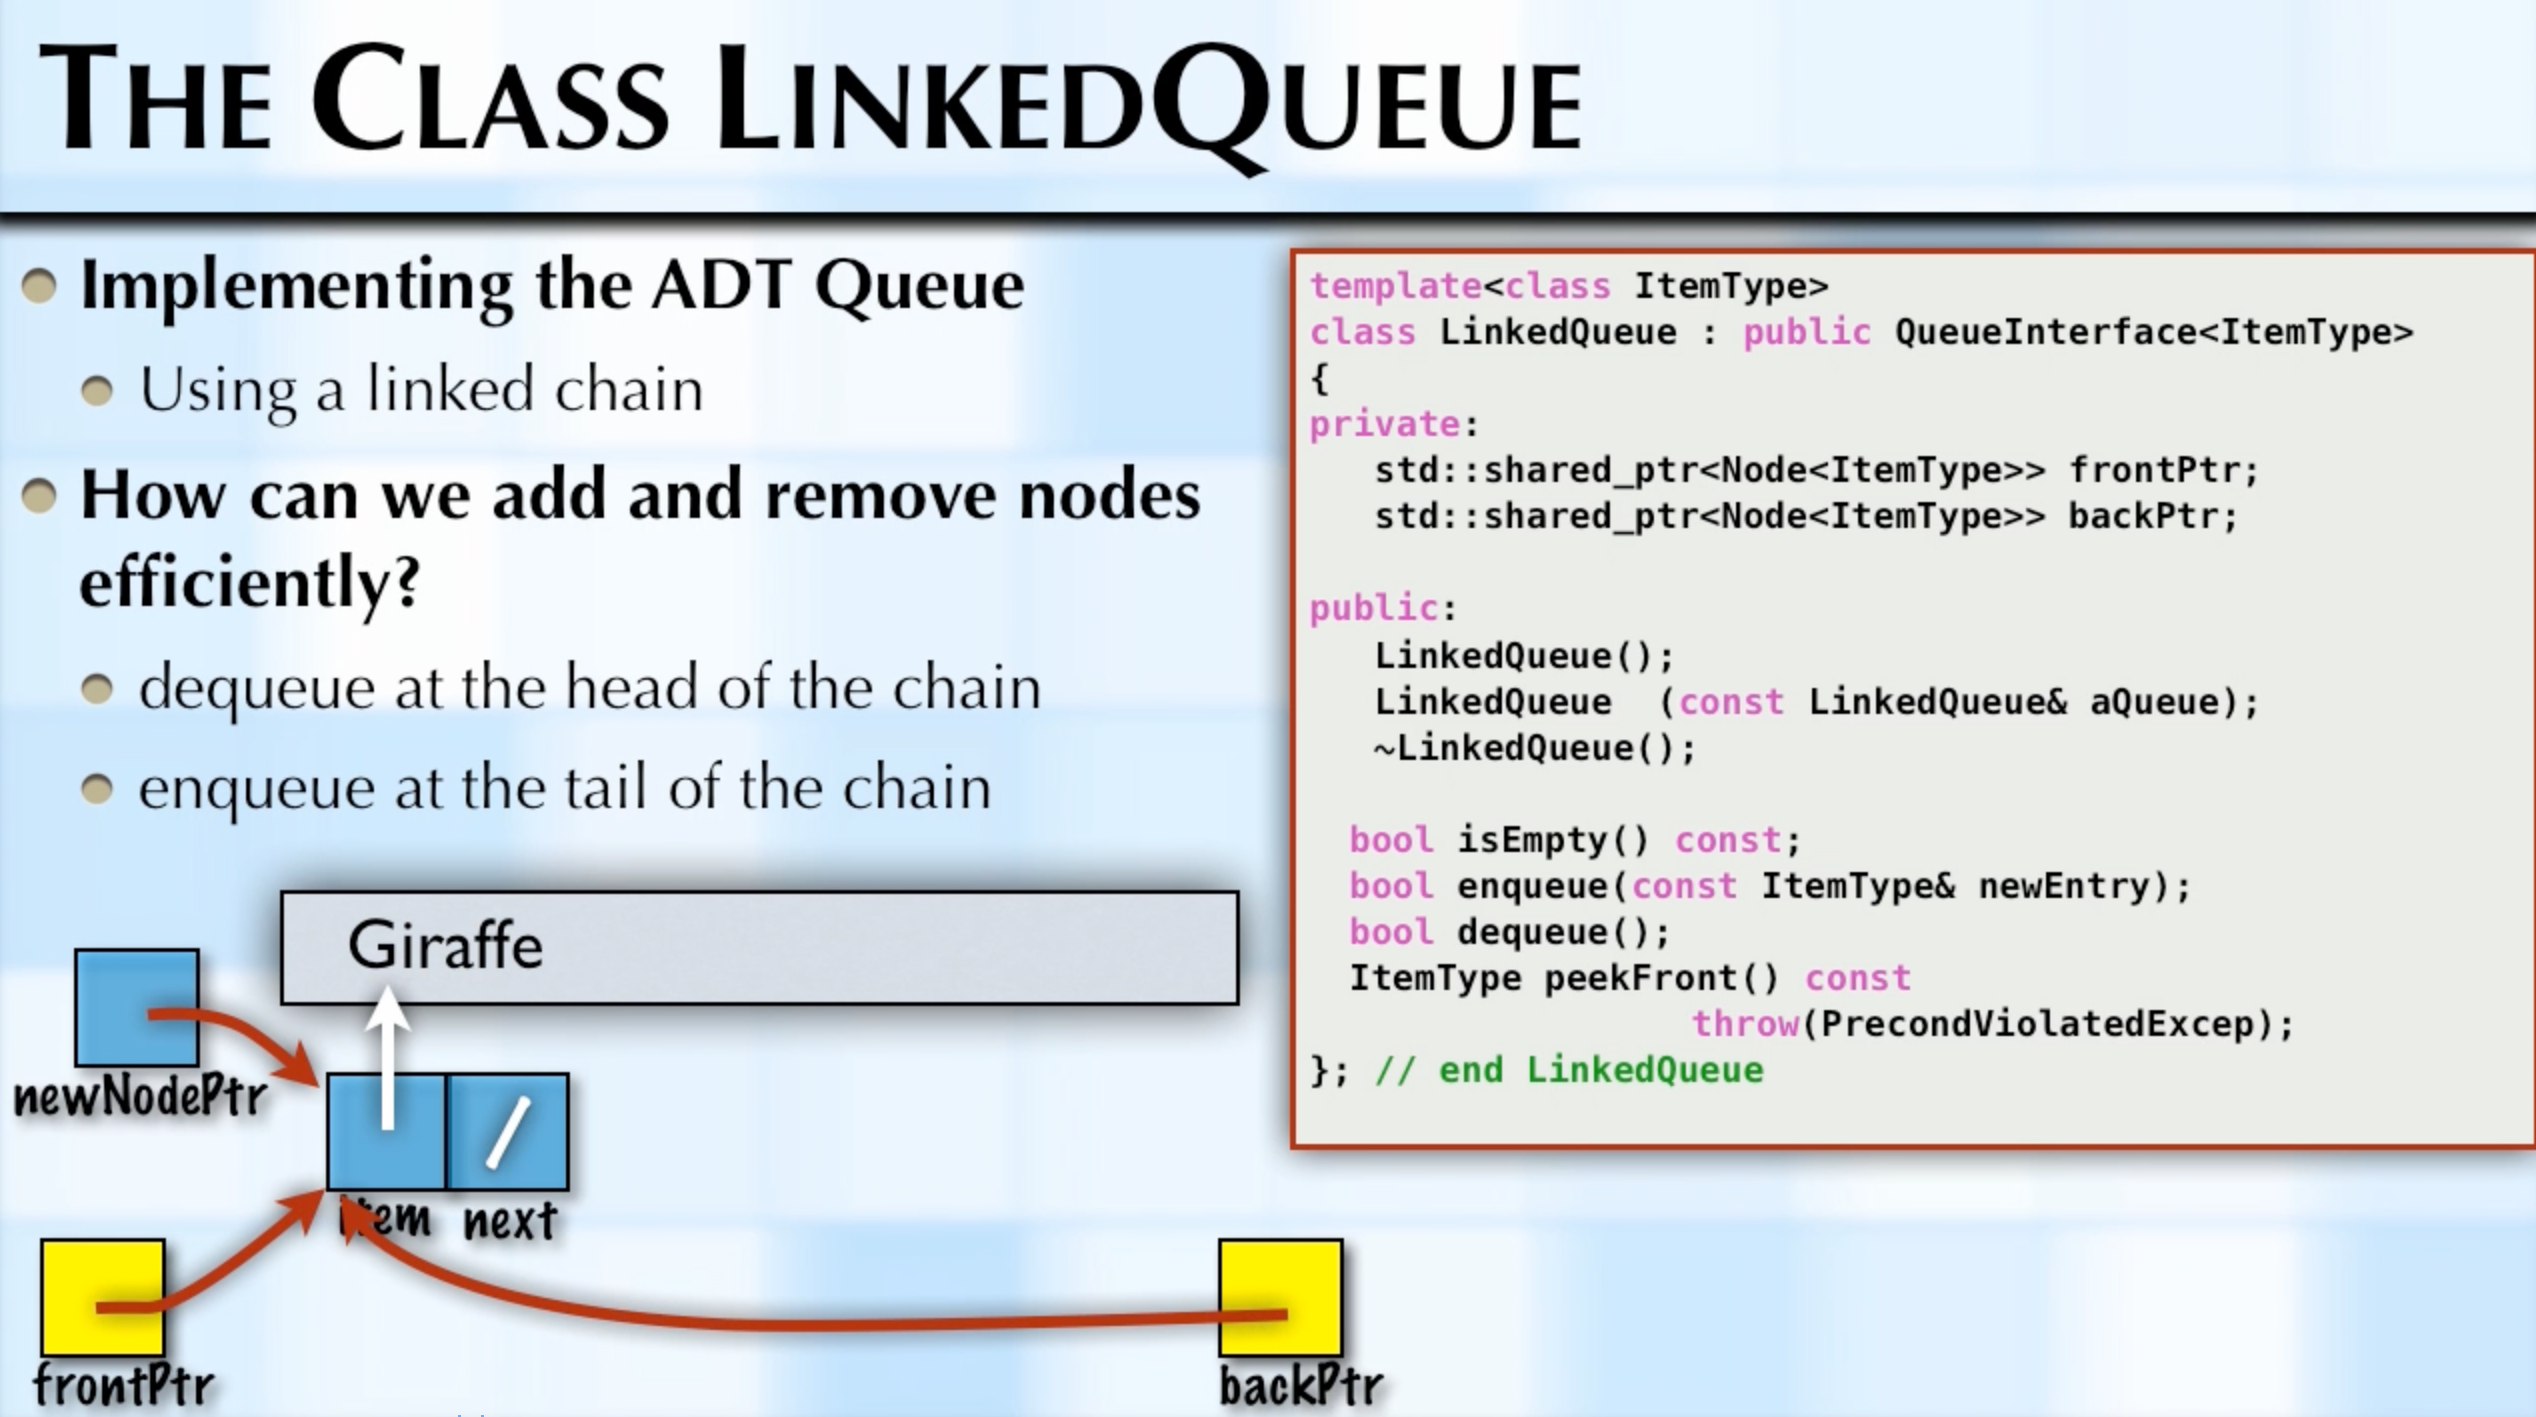 THE CLASS LINKEDQUEUE
Implementing the ADT Queue
Using a linked chain
How can we add and remove nodes
efficiently?
dequeue at the head of the chain
enqueue at the tail of the chain
Giraffe
newNodePtr
item next
frontPtr
backPtr
template<class ItemType>
class LinkedQueue : public QueueInterface<ItemType>
{
private:
   std::shared_ptr<Node<ItemType>> frontPtr;
   std::shared_ptr<Node<ItemType>> backPtr;
public:
   LinkedQueue();
   LinkedQueue  (const LinkedQueue& aQueue);
   ~LinkedQueue();
  bool isEmpty() const;
  bool enqueue(const ItemType& newEntry);
  bool dequeue();
  ItemType peekFront() const
                  throw(PrecondViolatedExcep);
}; // end LinkedQueue